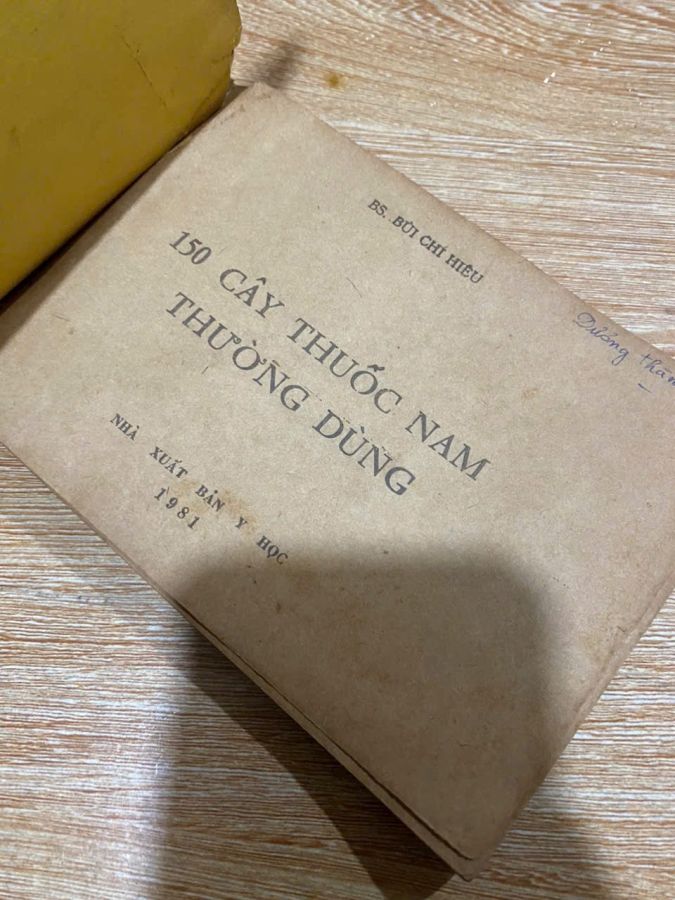 BS. BÙI CHÍ HIẾU
150 CÂY THUỐC NAM
THƯỜNG DÙNG
NHÀ XUẤT BẢN Y HỌC
1981